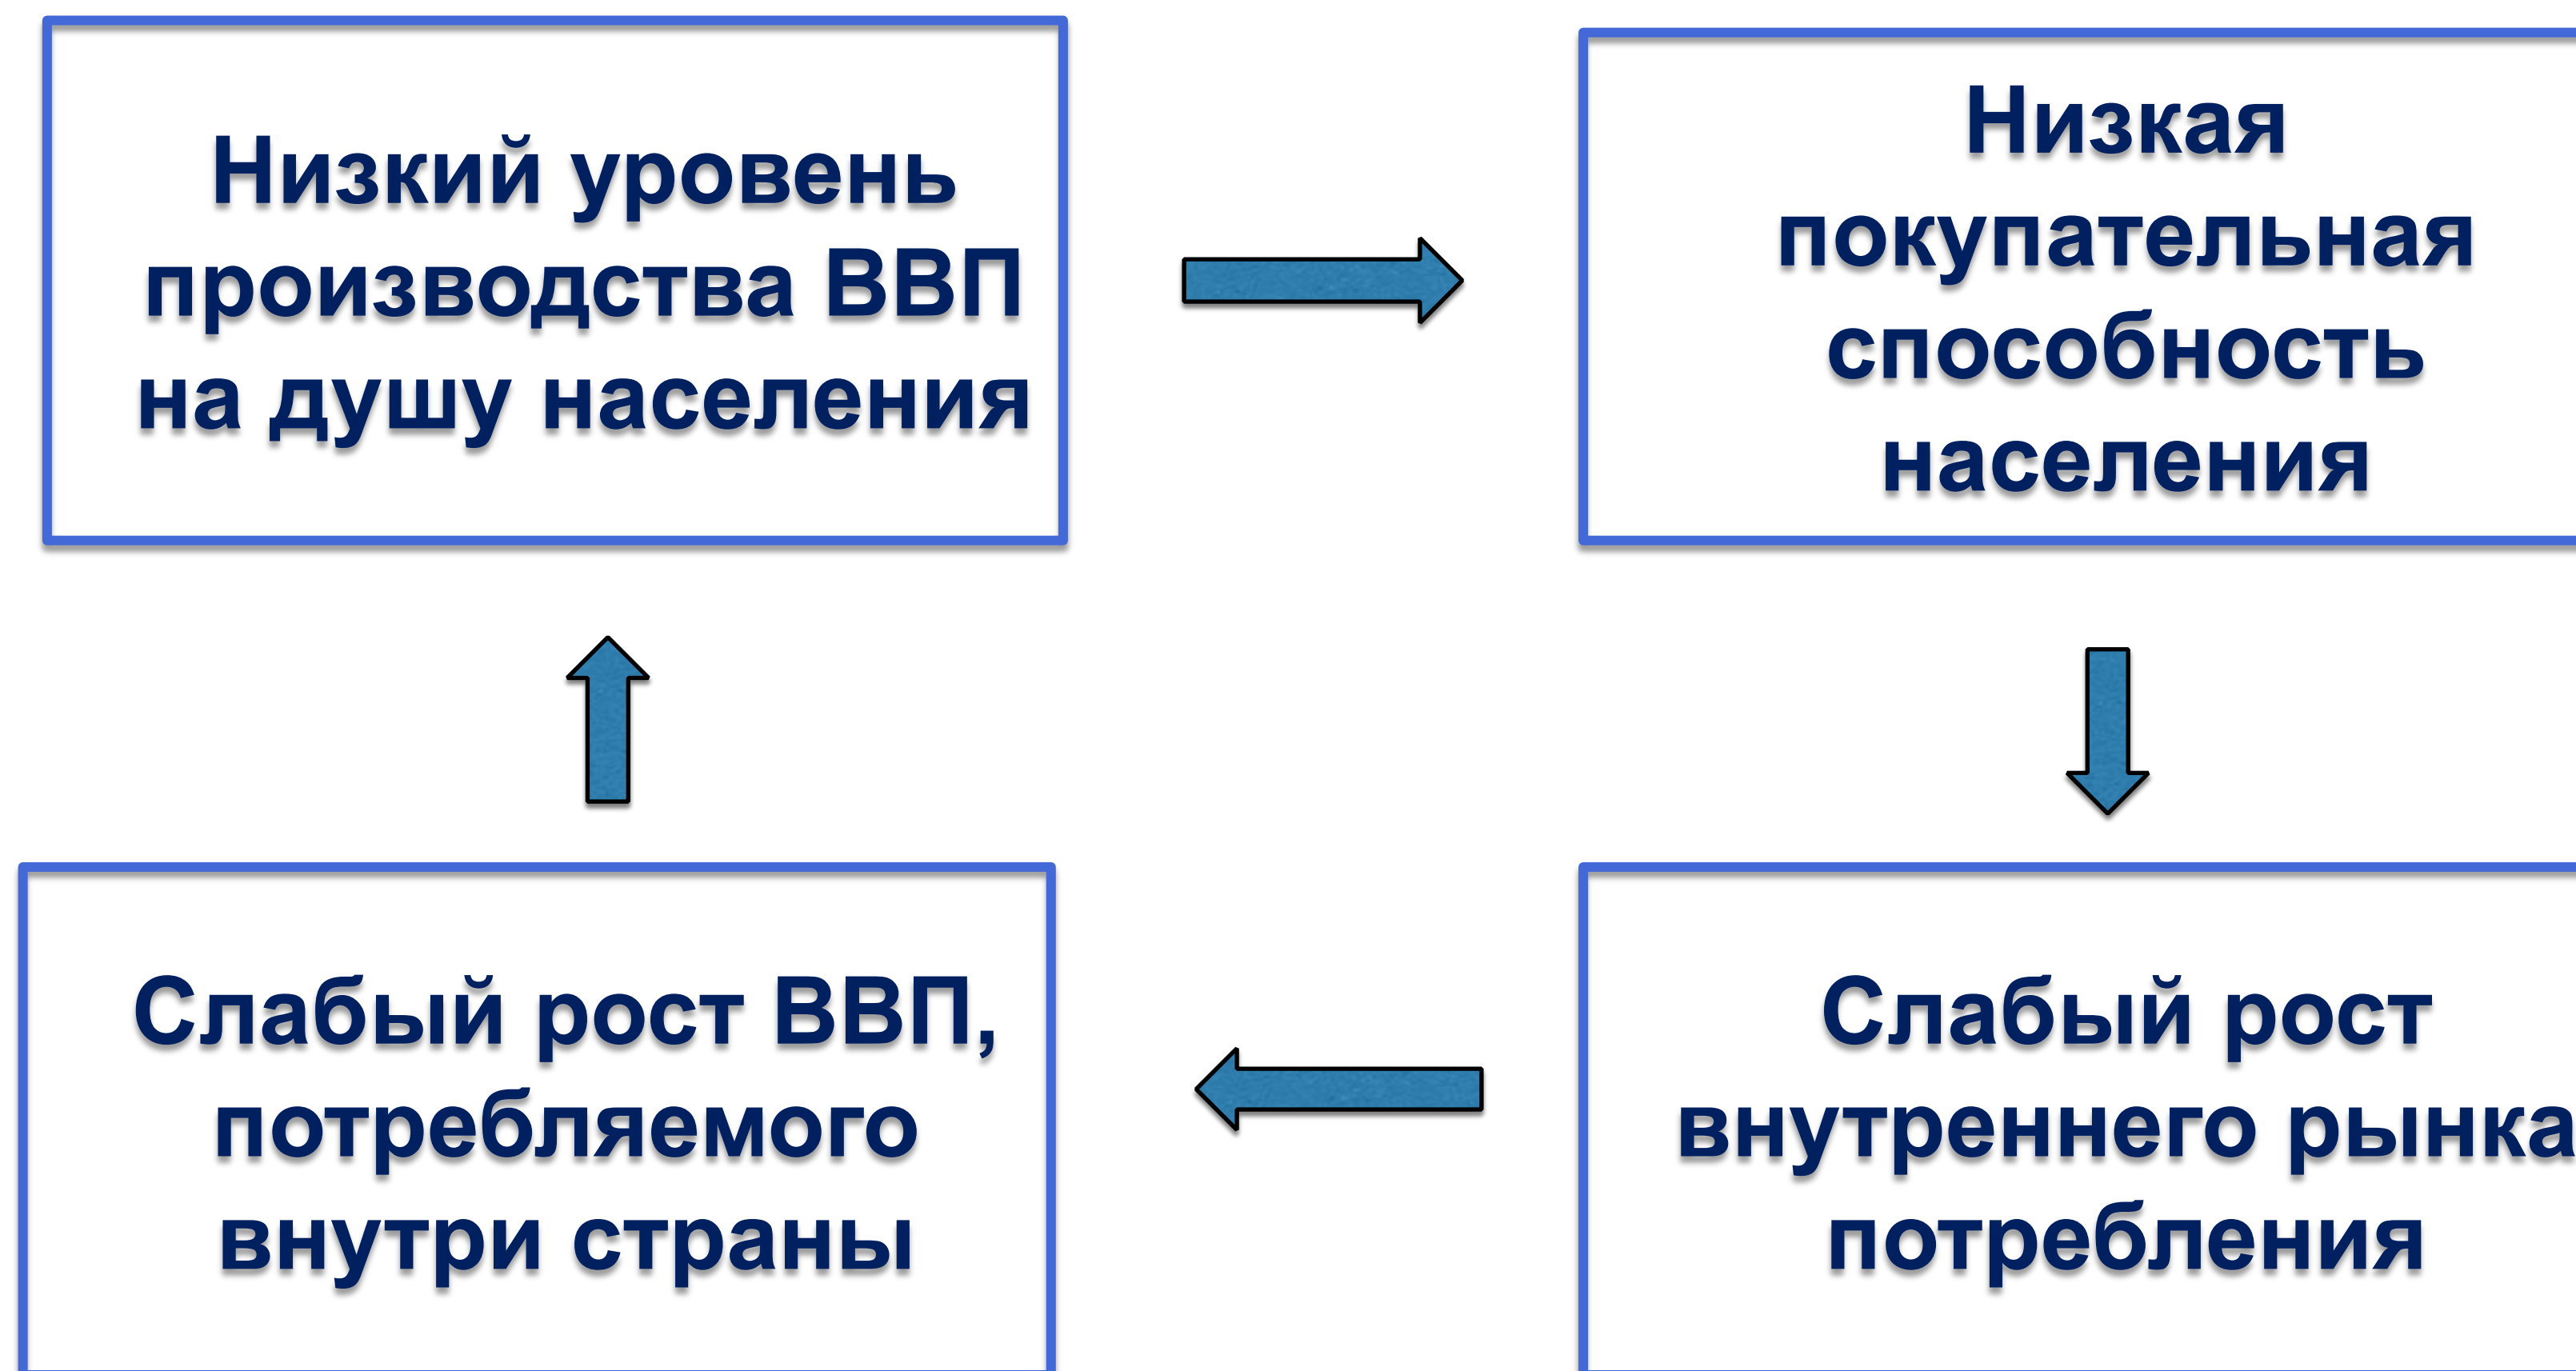 Низкий уровень
производства ВВП
на душу населения
Низкая
покупательная
способность
населения
Слабый рост ВВП,
потребляемого
внутри страны
Слабый рост
внутреннего рынка
потребления